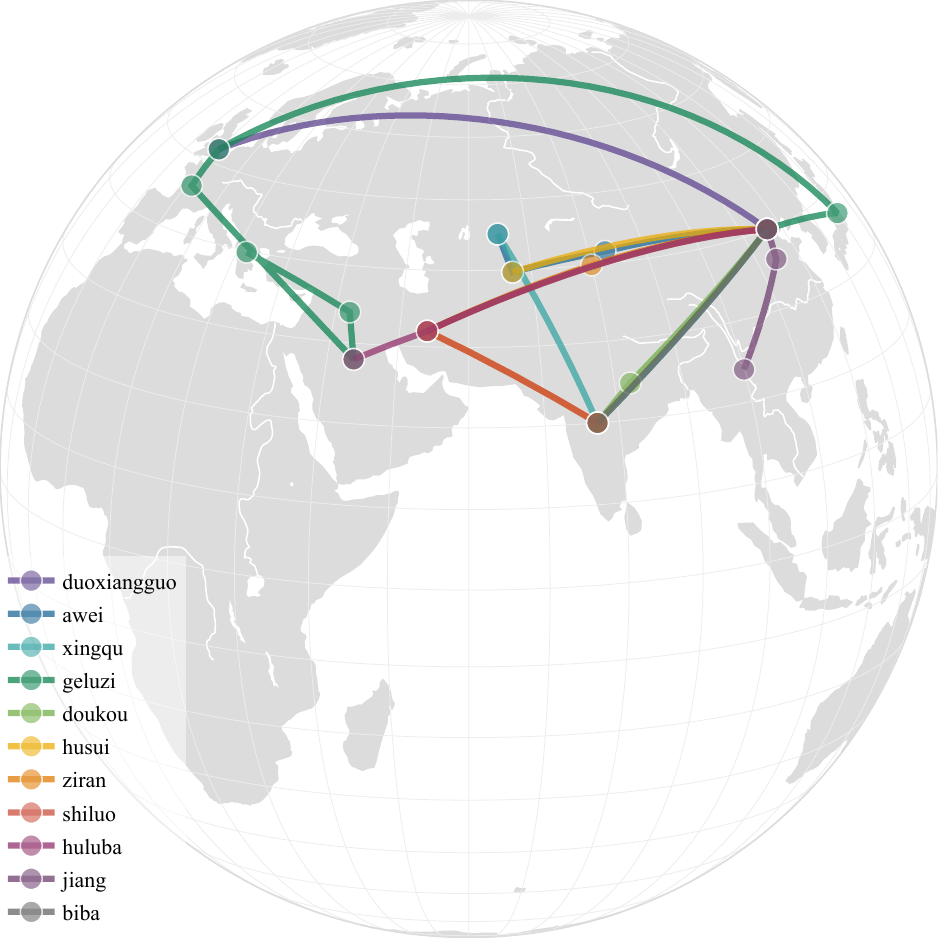 duoxiangguo
awei
xingqu
geluzi
doukou
husui
ziran
shiluo
huluba
jiang
biba